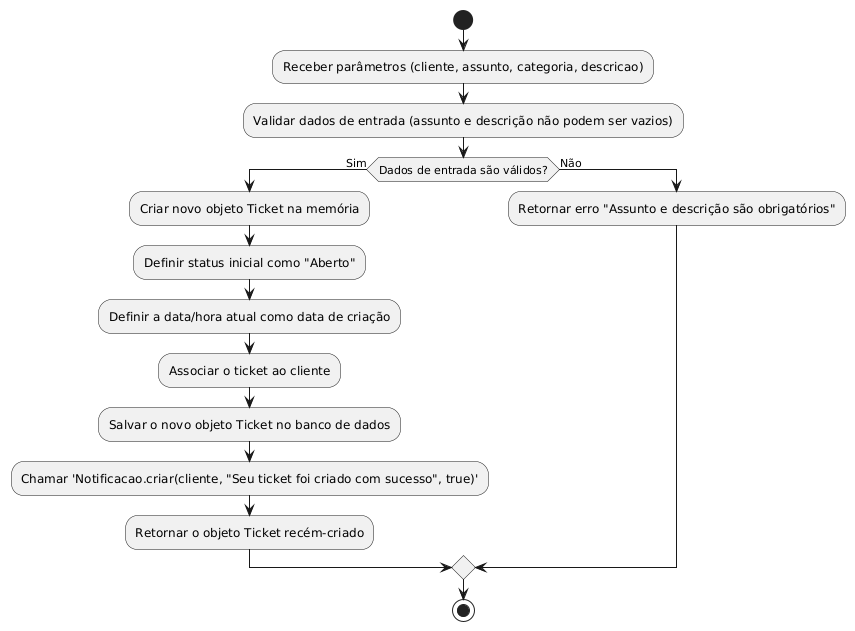 Receber parâmetros (cliente, assunto, categoria, descricao)
Validar dados de entrada (assunto e descrição não podem ser vazios)
Dados de entrada são válidos?
Sim
Não
Criar novo objeto Ticket na memória
Retornar erro "Assunto e descrição são obrigatórios"
Definir status inicial como "Aberto"
Definir a data/hora atual como data de criação
Associar o ticket ao cliente
Salvar o novo objeto Ticket no banco de dados
Chamar 'Notificacao.criar(cliente, "Seu ticket foi criado com sucesso", true)'
Retornar o objeto Ticket recém-criado